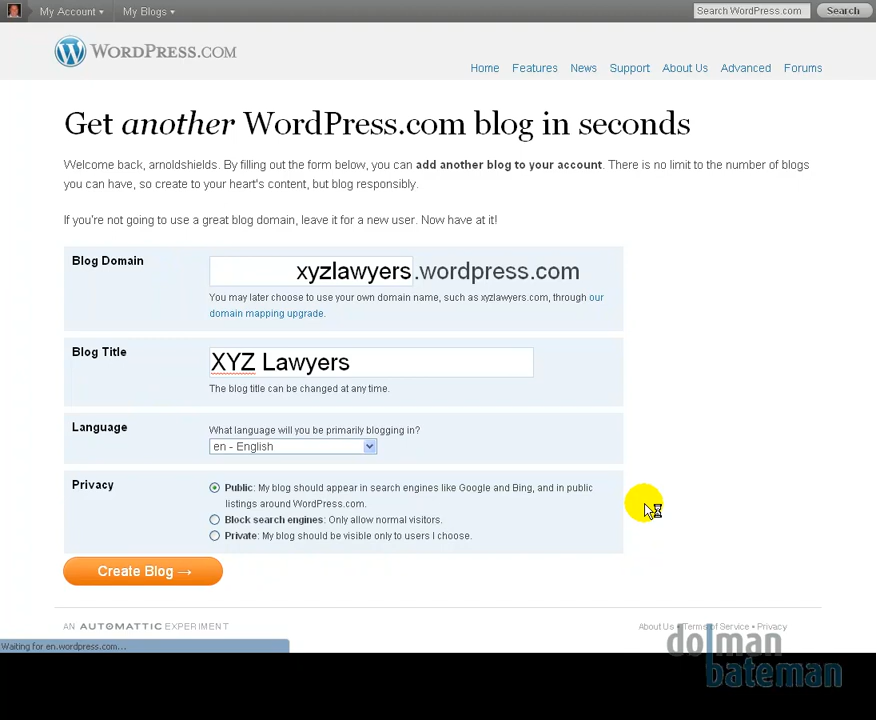 My Account ▾ My Blogs ▾ Search WordPress.com Search
WORDPRESS.COM
Home Features News Support About Us Advanced Forums
Get another WordPress.com blog in seconds
Welcome back, arnoldshields. By filling out the form below, you can add another blog to your account. There is no limit to the number of blogs
you can have, so create to your heart's content, but blog responsibly.
If you're not going to use a great blog domain, leave it for a new user. Now have at it!
Blog Domain
xyzlawyers.wordpress.com
You may later choose to use your own domain name, such as xyzlawyers.com, through our
domain mapping upgrade.
Blog Title
XYZ Lawyers
The blog title can be changed at any time.
Language
What language will you be primarily blogging in?
en - English
Privacy
Public: My blog should appear in search engines like Google and Bing, and in public
listings around WordPress.com.
Block search engines: Only allow normal visitors.
Private: My blog should be visible only to users I choose.
Create Blog →
AN AUTOMATTIC EXPERIMENT
About Us • Terms of Service • Privacy
Waiting for en.wordpress.com...
dolman
bateman